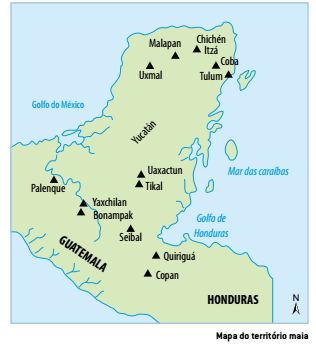 Chichén
Itzá
Malapan
Coba
Uxmal
Tulum
Golfo do México
Yucatán
Uaxactun
Mar das caraíbas
Palenque
Tikal
Yaxchilan
Bonampak
Golfo de
Honduras
Seibal
GUATEMALA
Quiriguá
Copan
HONDURAS
N
Mapa do território maia